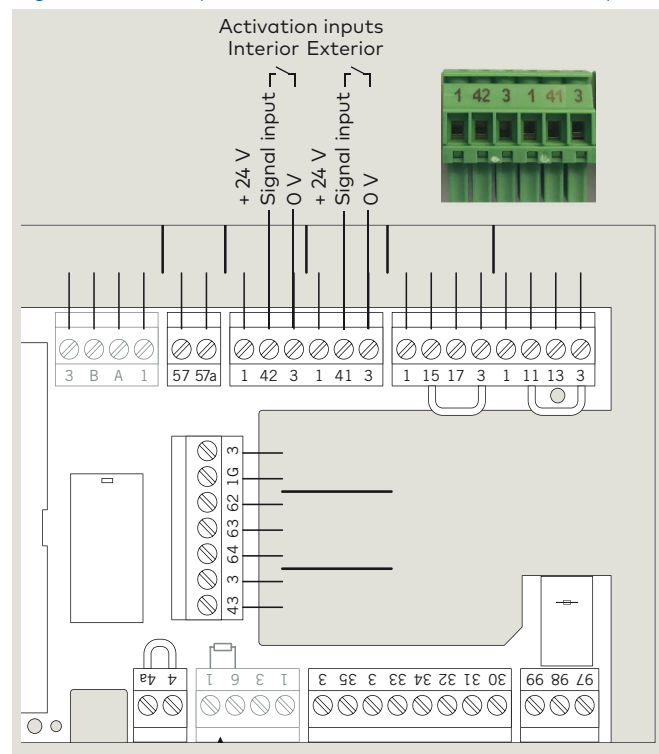 Activation inputs
Interior Exterior
+ 24 V
Signal input
0 V
+ 24 V
Signal input
0 V
1 42 3 1 41 3
3 B A 1
57 57a
1 42 3 1 41 3
1 15 17 3 1 11 13 3
3
1G
62
63
64
3
43
4a 4
1 6 3 1
3 35 3 33 34 32 31 30
99 98 97